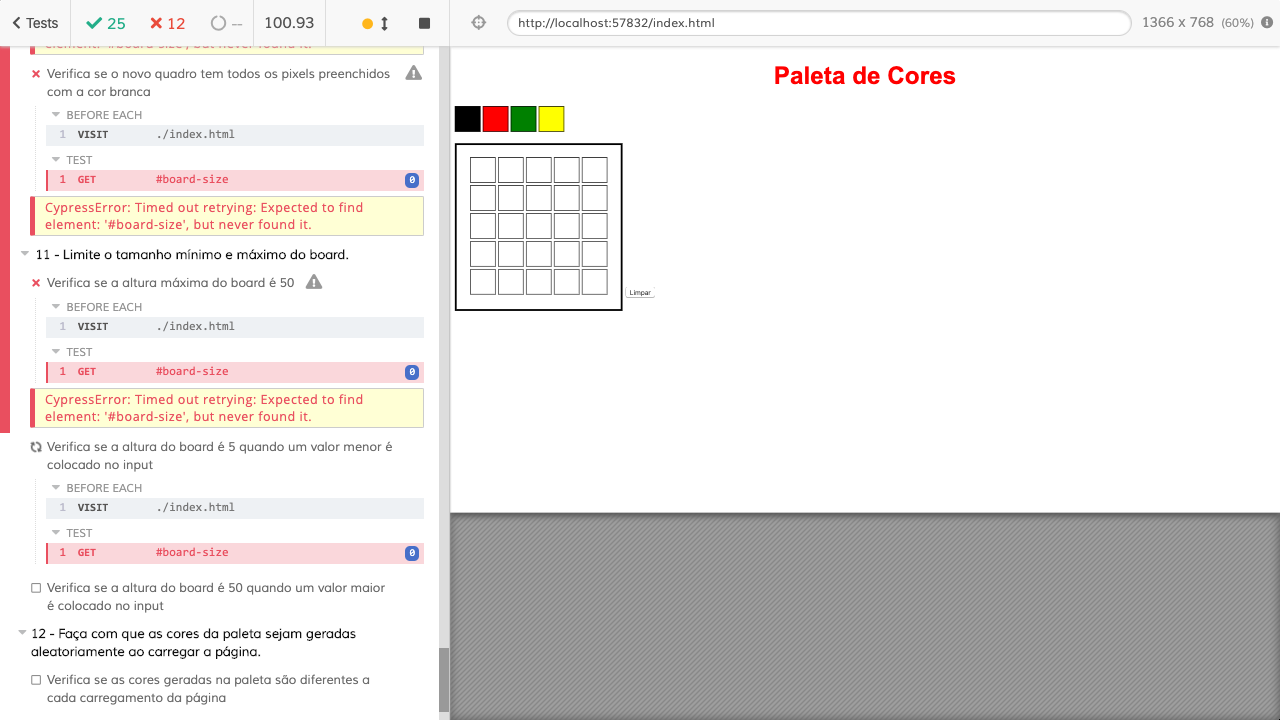 Tests
25
12
--
100.93
http://localhost:57832/index.html
1366 x 768 (60%)
element: '#board-size', but never found it.
Verifica se o novo quadro tem todos os pixels preenchidos
com a cor branca
BEFORE EACH
1 VISIT ./index.html
TEST
1 GET #board-size 0
CypressError: Timed out retrying: Expected to find
element: '#board-size', but never found it.
11 - Limite o tamanho mínimo e máximo do board.
Verifica se a altura máxima do board é 50
BEFORE EACH
1 VISIT ./index.html
TEST
1 GET #board-size 0
CypressError: Timed out retrying: Expected to find
element: '#board-size', but never found it.
Verifica se a altura do board é 5 quando um valor menor é
colocado no input
BEFORE EACH
1 VISIT ./index.html
TEST
1 GET #board-size 0
Verifica se a altura do board é 50 quando um valor maior
é colocado no input
12 - Faça com que as cores da paleta sejam geradas
aleatoriamente ao carregar a página.
Verifica se as cores geradas na paleta são diferentes a
cada carregamento da página
Paleta de Cores
Limpar